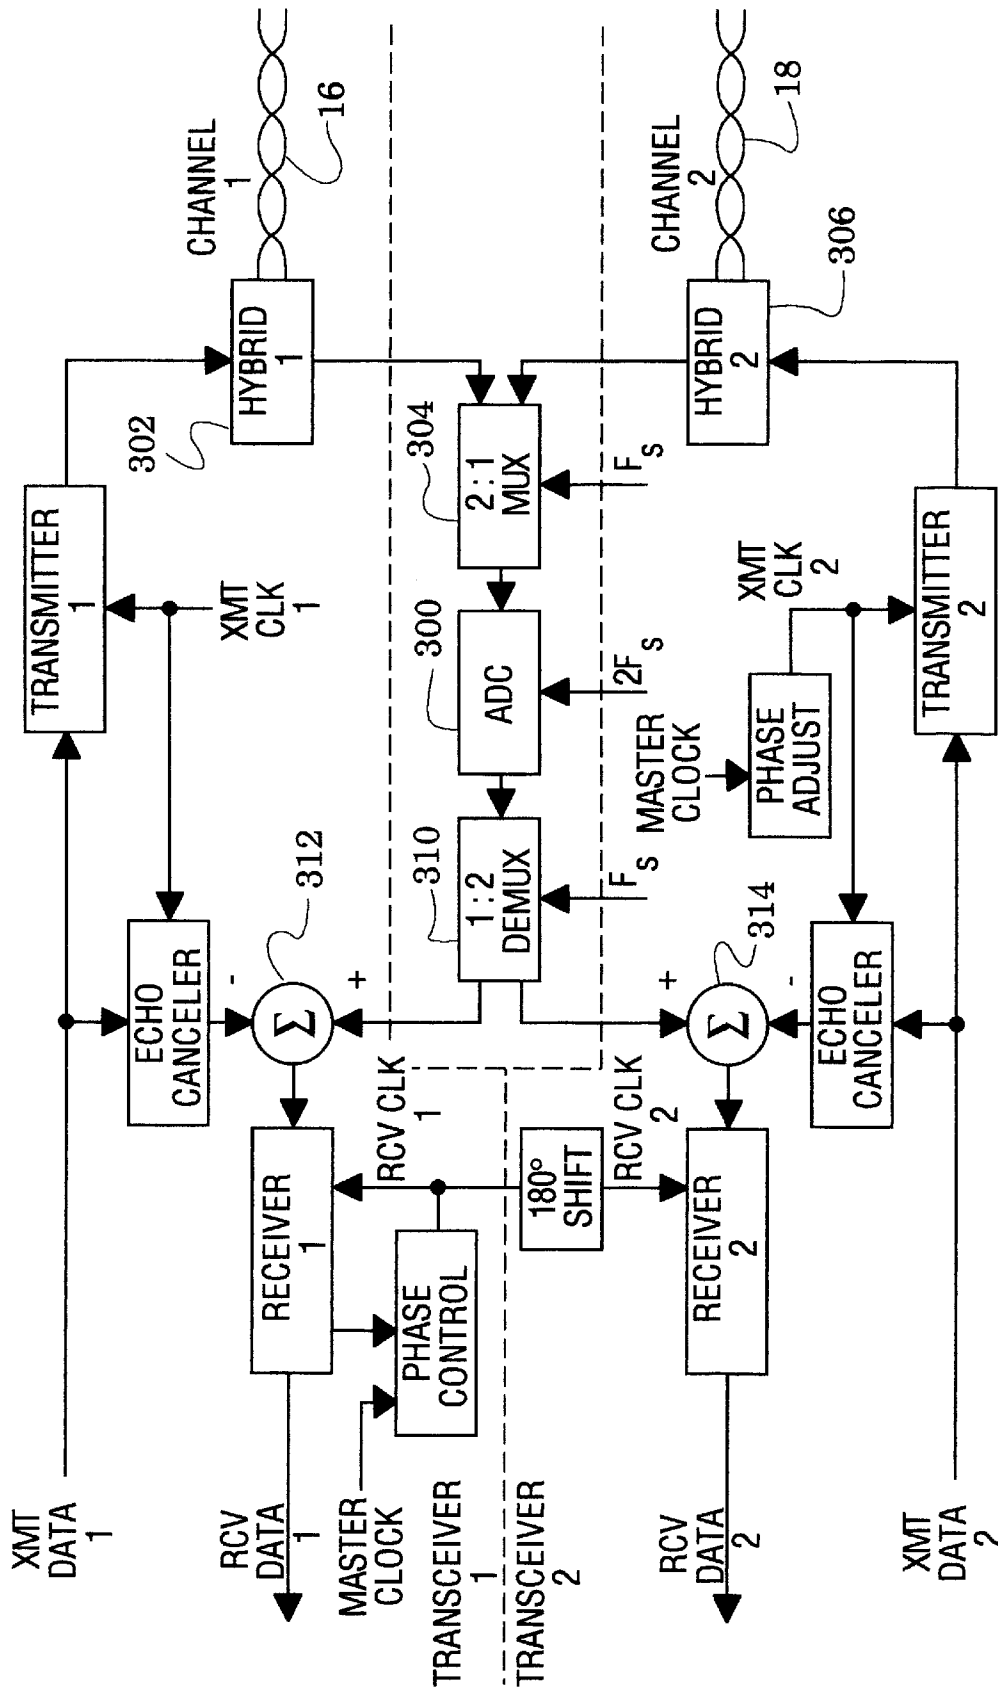 XMT
DATA
1
TRANSMITTER
1
302
HYBRID
1
CHANNEL
1
16
XMT
CLK
1
ECHO
CANCELER
-
312
Σ
+
RCV
DATA
1
RECEIVER
1
RCV CLK
1
MASTER
CLOCK
PHASE
CONTROL
TRANSCEIVER
1
TRANSCEIVER
2
310
1:2
DEMUX
Fs
300
ADC
2Fs
304
2:1
MUX
Fs
180°
SHIFT
RCV CLK
2
RCV
DATA
2
RECEIVER
2
+
Σ
314
-
MASTER
CLOCK
PHASE
ADJUST
XMT
CLK
2
HYBRID
2
306
CHANNEL
2
18
ECHO
CANCELER
XMT
DATA
2
TRANSMITTER
2